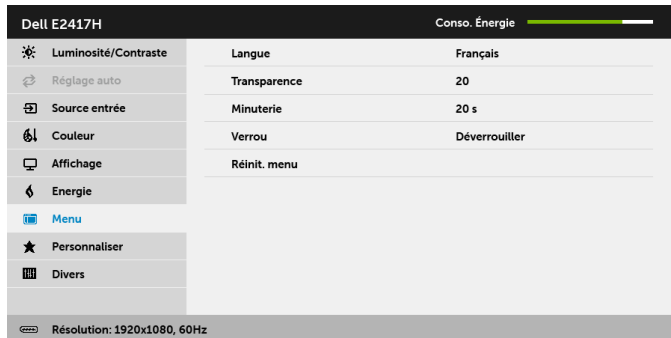 Dell E2417H Conso. Énergie
Luminosité/Contraste Langue Français
Réglage auto Transparence 20
Source entrée Minuterie 20 s
Couleur Verrou Déverrouiller
Affichage Réinit. menu
Energie
Menu
Personnaliser
Divers
Résolution: 1920x1080, 60Hz